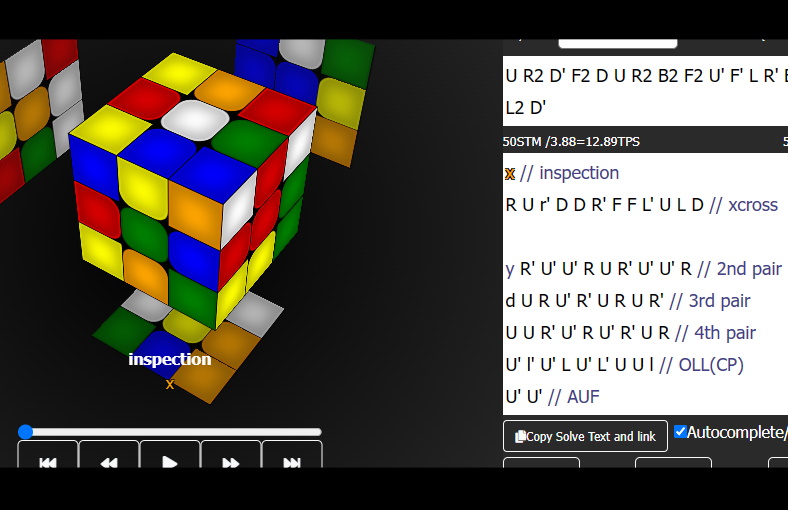 U R2 D' F2 D U R2 B2 F2 U' F' L R'
L2 D'
50STM /3.88=12.89TPS
x // inspection
R U r' D D R' F F L' U L D // xcross
y R' U' U' R U R' U' U' R // 2nd pair
d U R U' R' U R U R' // 3rd pair
U U R' U' R U' R' U R // 4th pair
U' l' U' L U' L' U U l // OLL(CP)
U' U' // AUF
inspection
x
Copy Solve Text and link
Autocomplete/